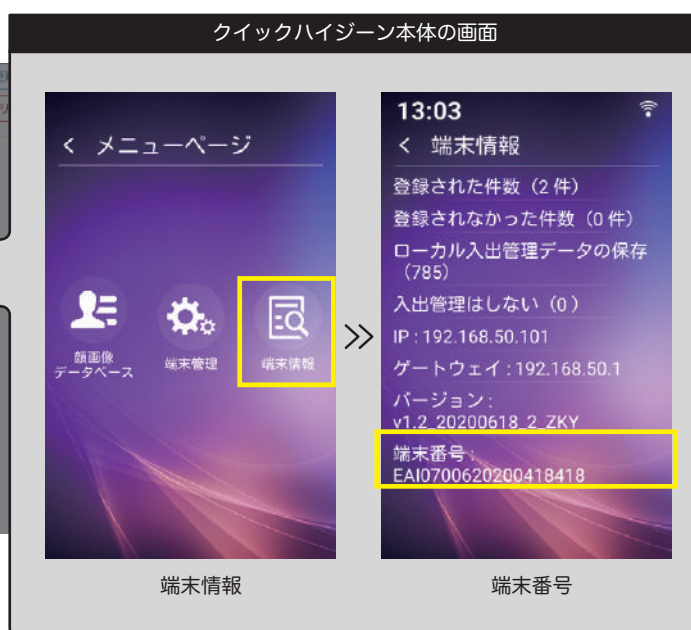 クイックハイジーン本体の画面
< メニューページ
顔画像
データベース
端末管理
端末情報
13:03
< 端末情報
登録された件数（2 件）
登録されなかった件数（0 件）
ローカル入出管理データの保存
（785）
入出管理はしない（0 ）
IP : 192.168.50.101
ゲートウェイ : 192.168.50.1
バージョン :
v1.2_20200618_2_ZKY
端末番号 :
EAI0700620200418418
端末情報
端末番号